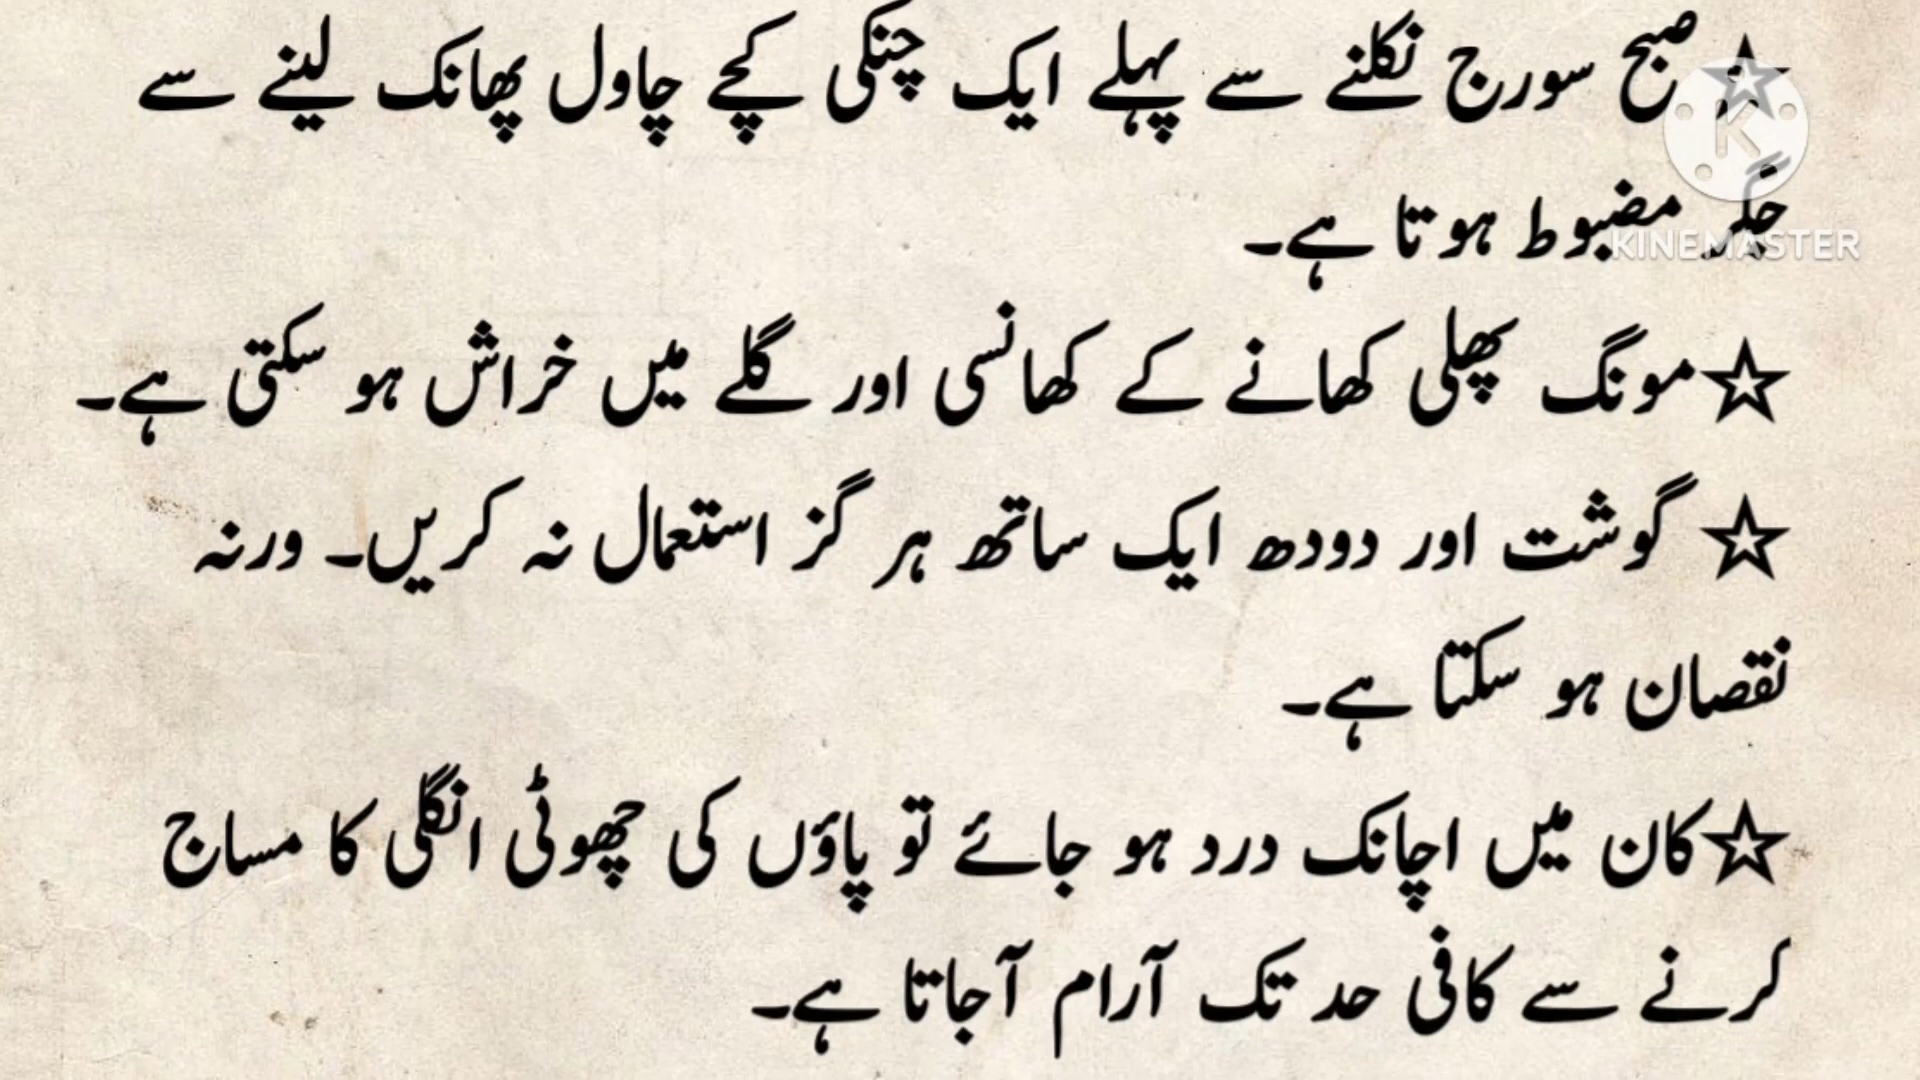 ☆صبح سورج نکلنے سے پہلے ایک چٹکی کچے چاول پھانک لینے سے
جگر مضبوط ہوتا ہے۔
☆مونگ پھلی کھانے کے کھانسی اور گلے میں خراش ہو سکتی ہے۔
☆ گوشت اور دودھ ایک ساتھ ہر گز استعمال نہ کریں۔ ورنہ
نقصان ہو سکتا ہے۔
☆کان میں اچانک درد ہو جائے تو پاؤں کی چھوٹی انگلی کا مساج
کرنے سے کافی حد تک آرام آجاتا ہے۔
K
KINEMASTER